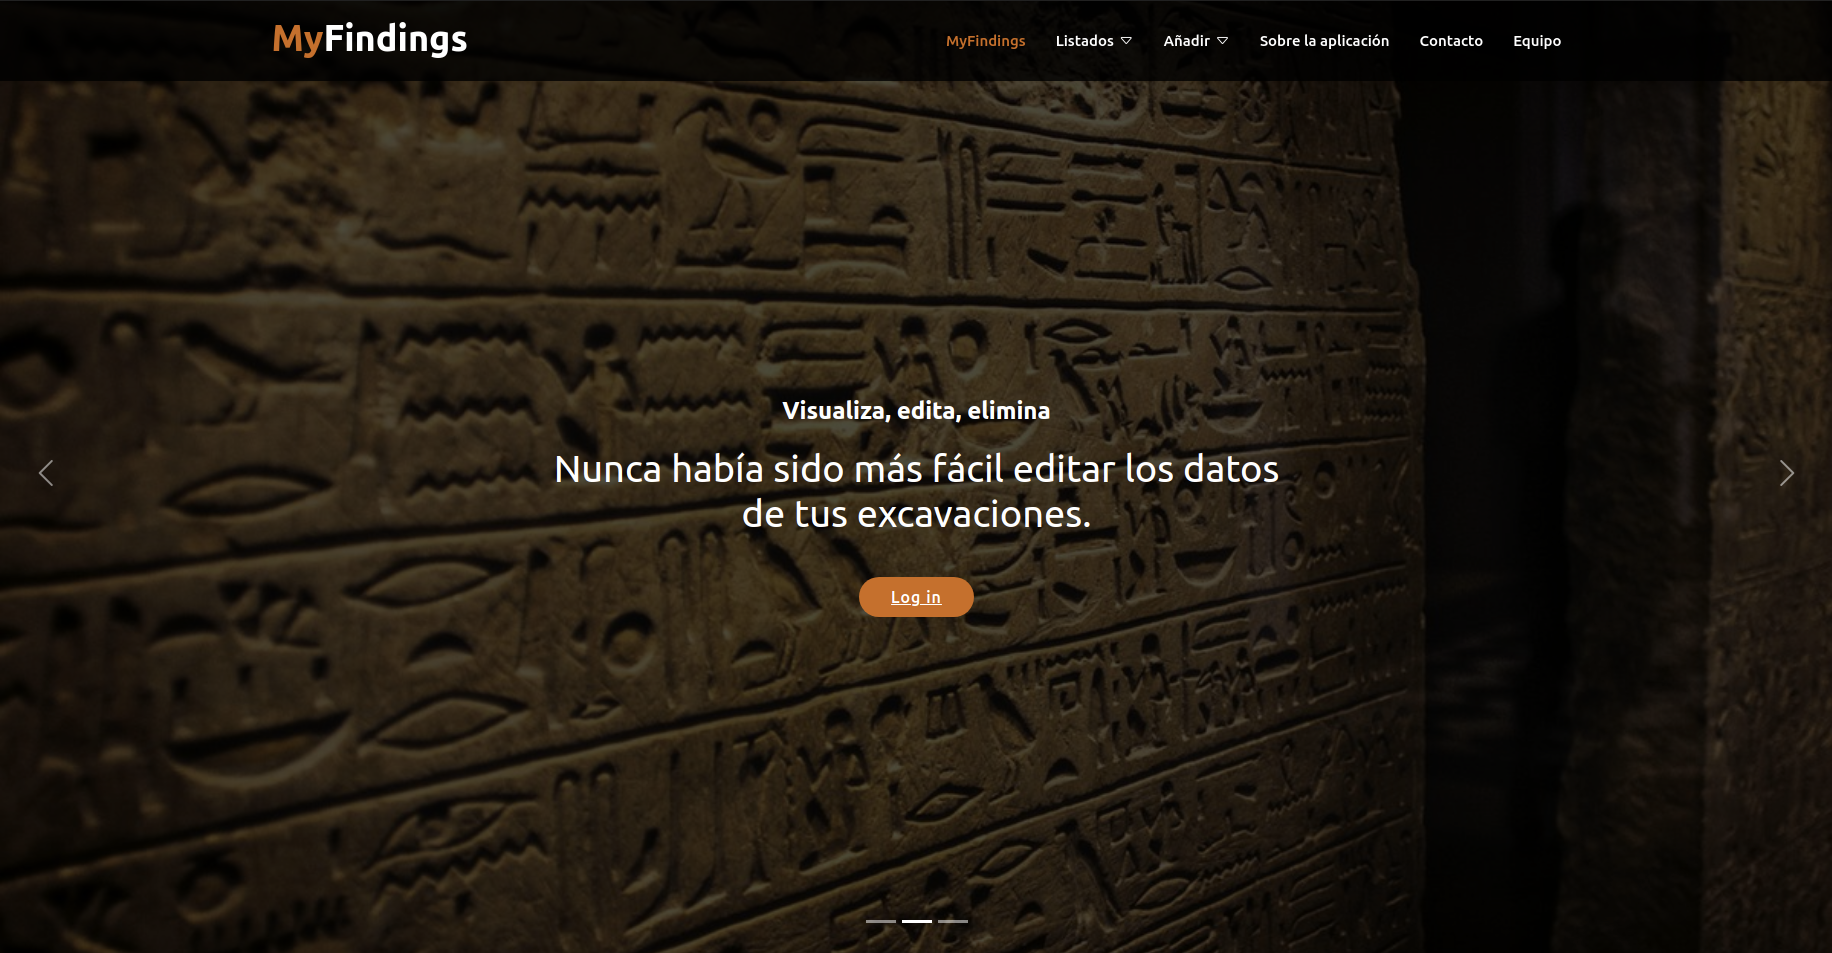 MyFindings
MyFindings Listados Añadir Sobre la aplicación Contacto Equipo
Visualiza, edita, elimina
Nunca había sido más fácil editar los datos
de tus excavaciones.
Log in